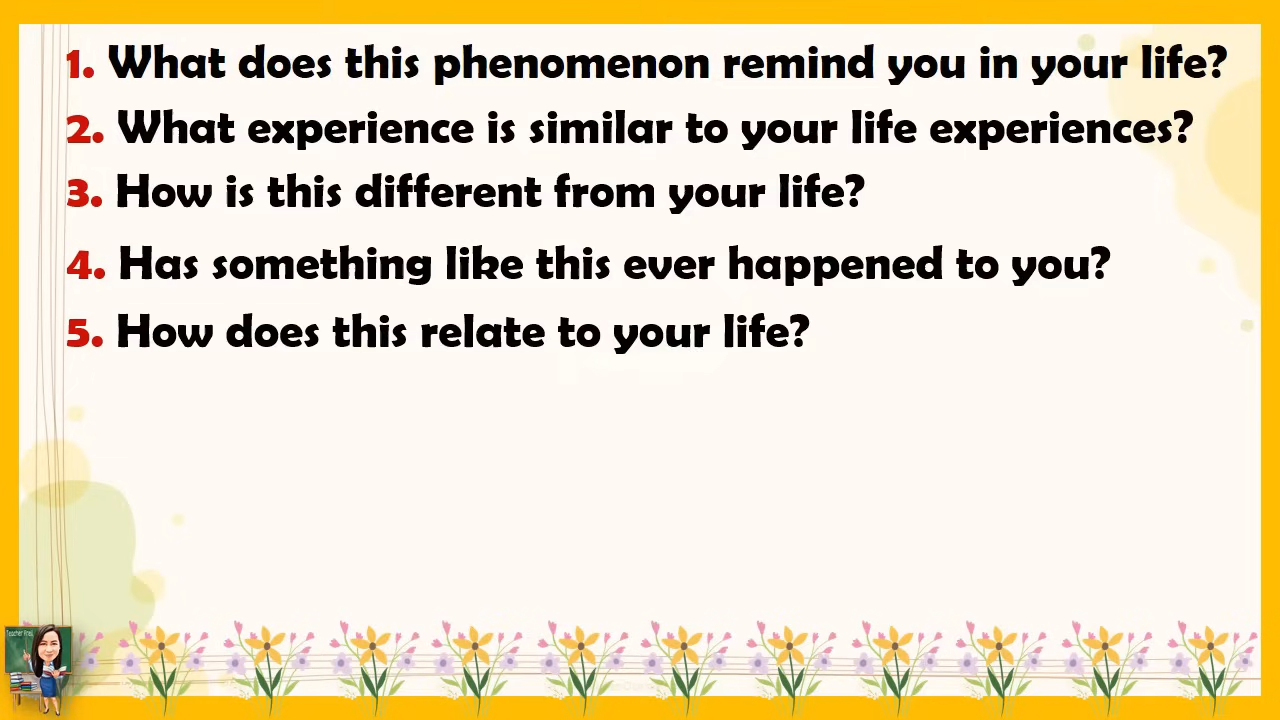 1. What does this phenomenon remind you in your life?
2. What experience is similar to your life experiences?
3. How is this different from your life?
4. Has something like this ever happened to you?
5. How does this relate to your life?
Teacher